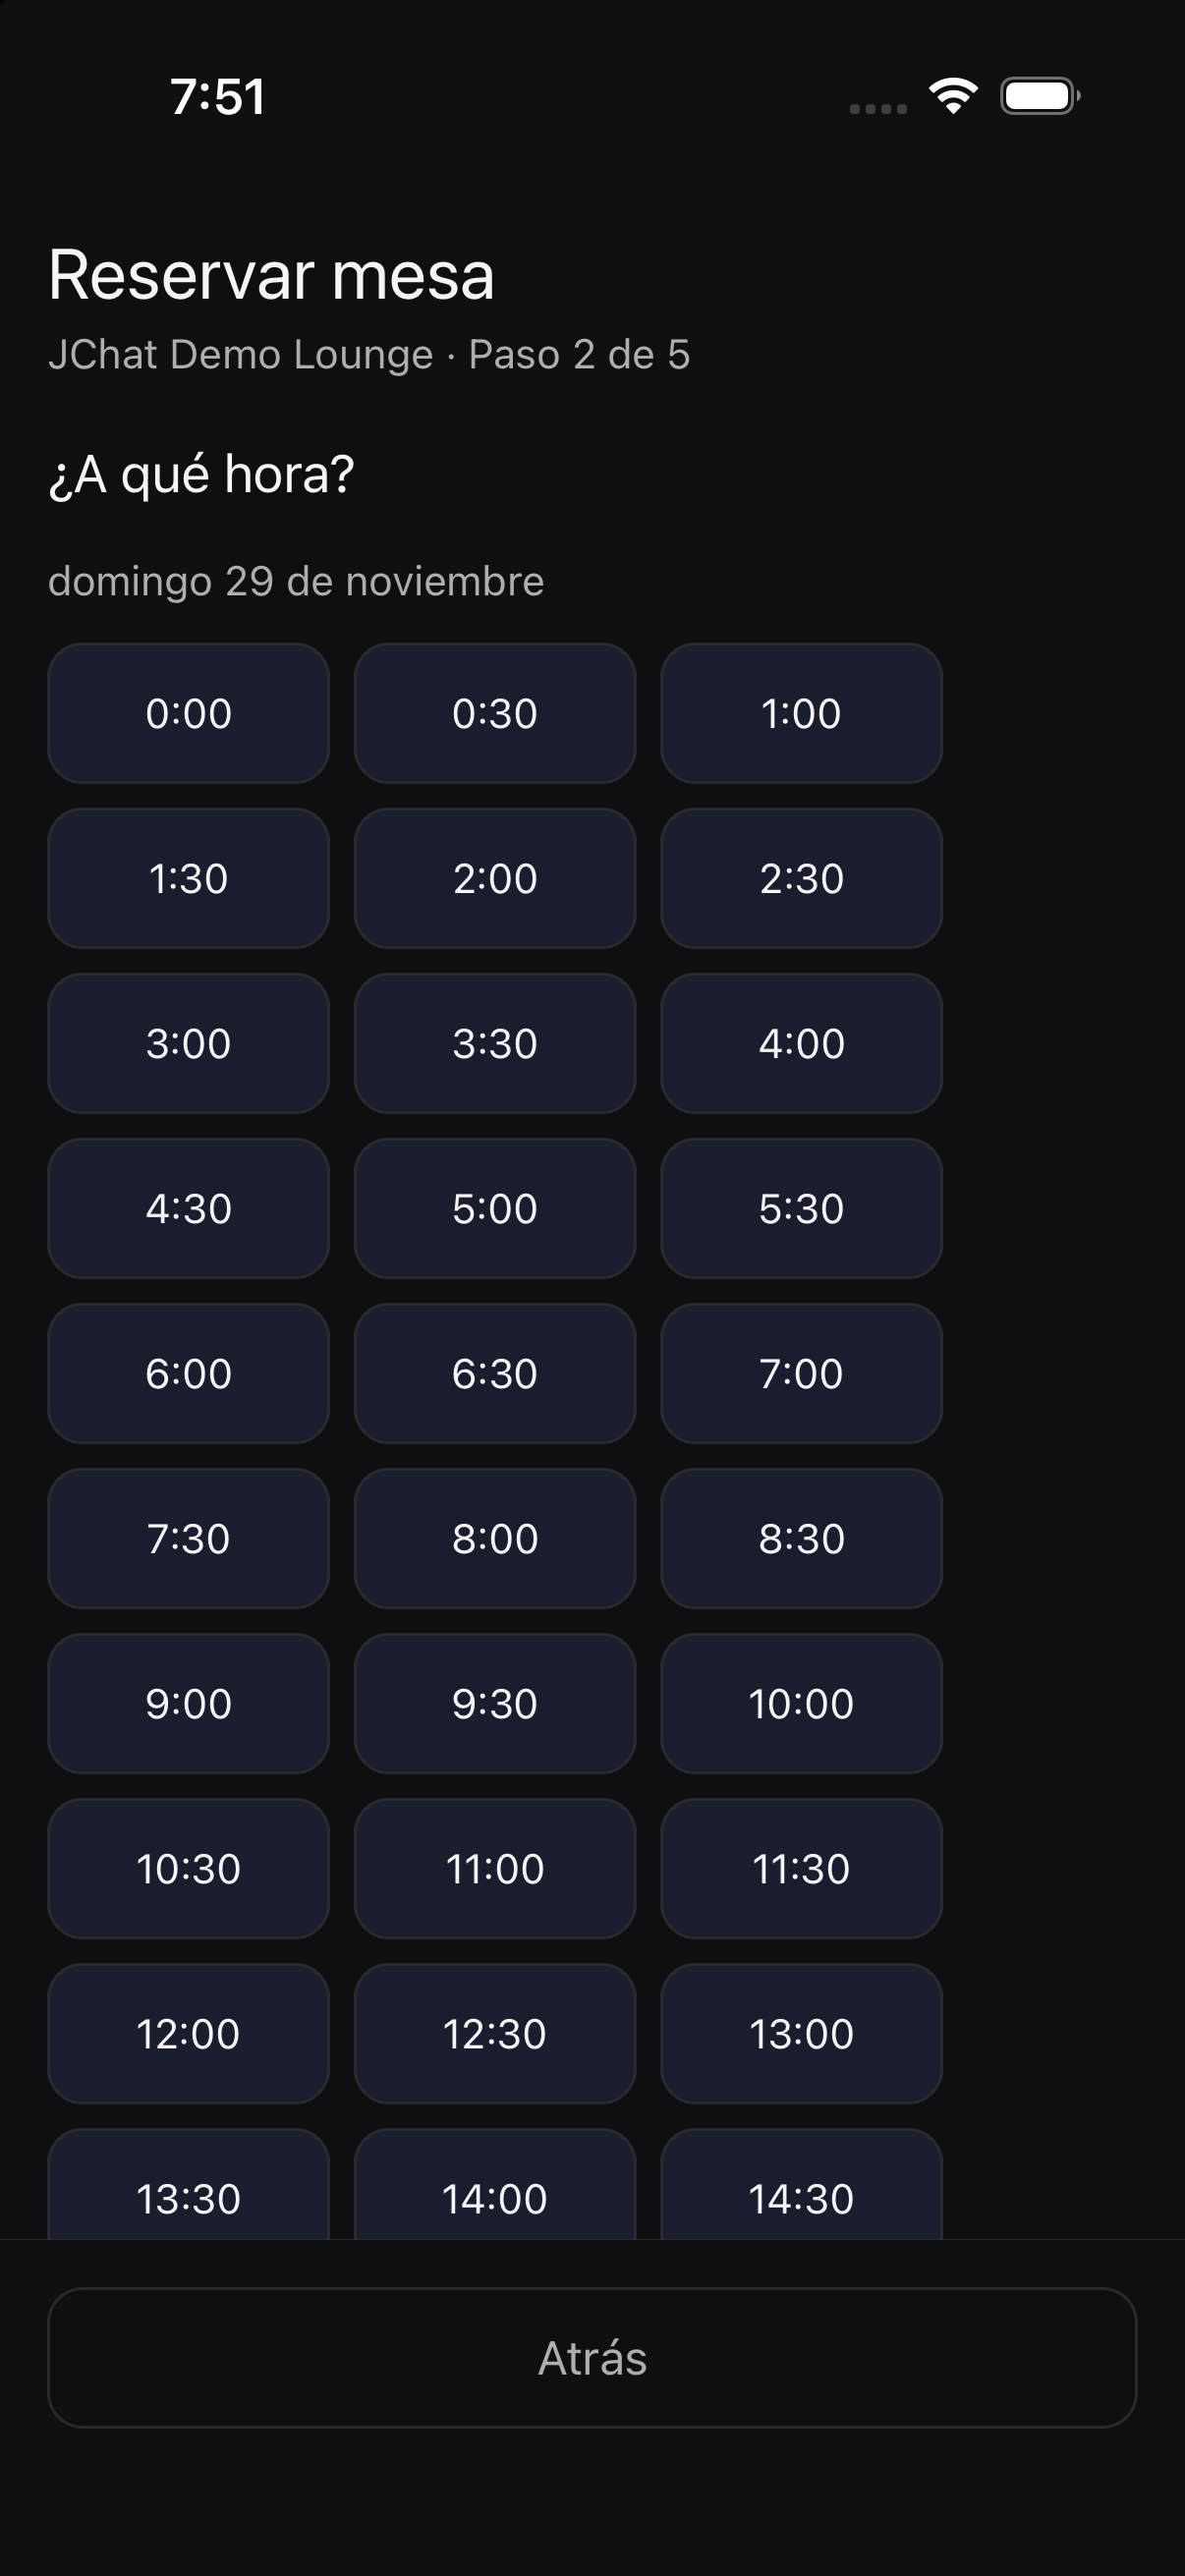 7:51
Reservar mesa
JChat Demo Lounge · Paso 2 de 5
¿A qué hora?
domingo 29 de noviembre
0:00 0:30 1:00
1:30 2:00 2:30
3:00 3:30 4:00
4:30 5:00 5:30
6:00 6:30 7:00
7:30 8:00 8:30
9:00 9:30 10:00
10:30 11:00 11:30
12:00 12:30 13:00
13:30 14:00 14:30
Atrás